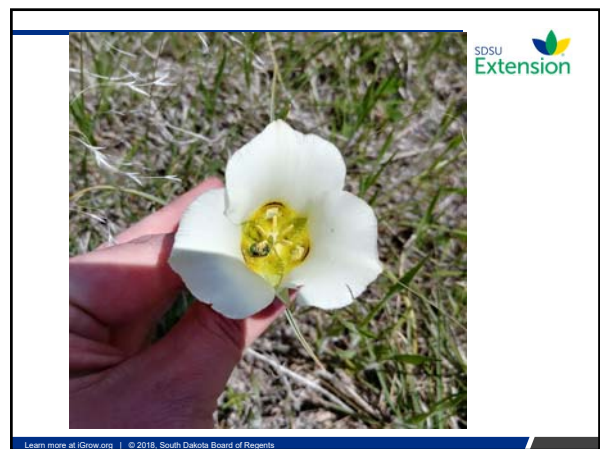 SDSU
Extension
Learn more at iGrow.org | © 2018, South Dakota Board of Regents